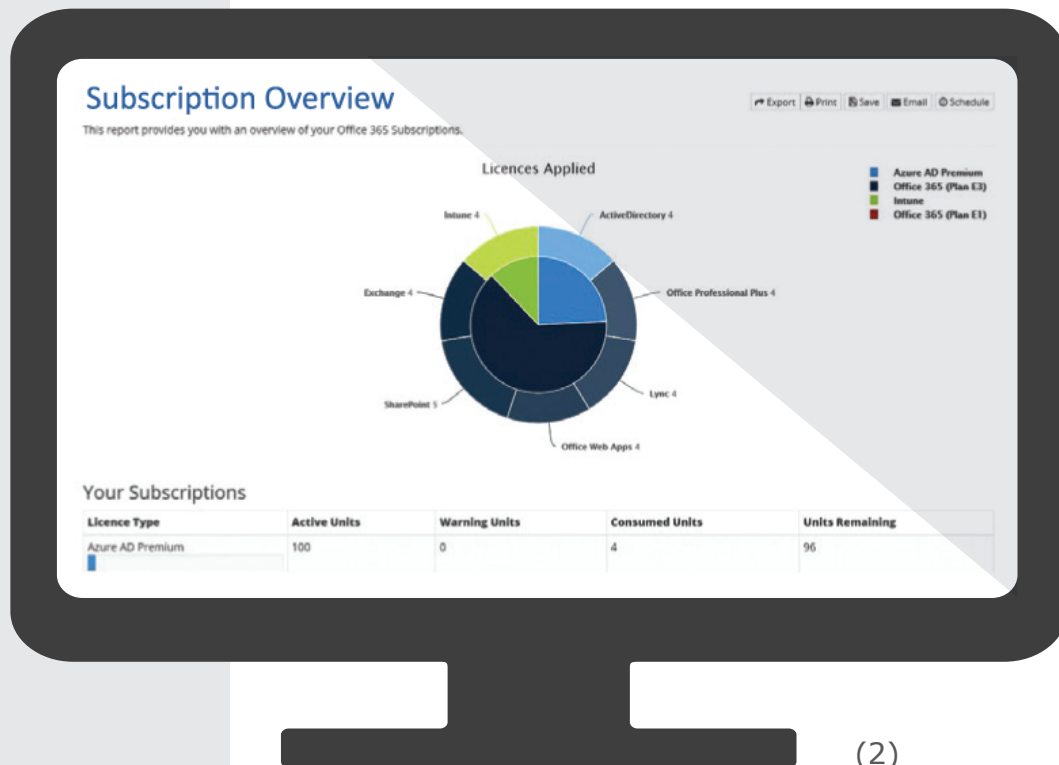 Subscription Overview
Export Print Save Email Schedule
This report provides you with an overview of your Office 365 Subscriptions.
Licences Applied
Azure AD Premium
Office 365 (Plan E3)
Intune
Office 365 (Plan E1)
Intune 4
ActiveDirectory 4
Exchange 4
Office Professional Plus 4
SharePoint 5
Lync 4
Office Web Apps 4
Your Subscriptions
Licence Type Active Units Warning Units Consumed Units Units Remaining
Azure AD Premium 100 0 4 96
(2)